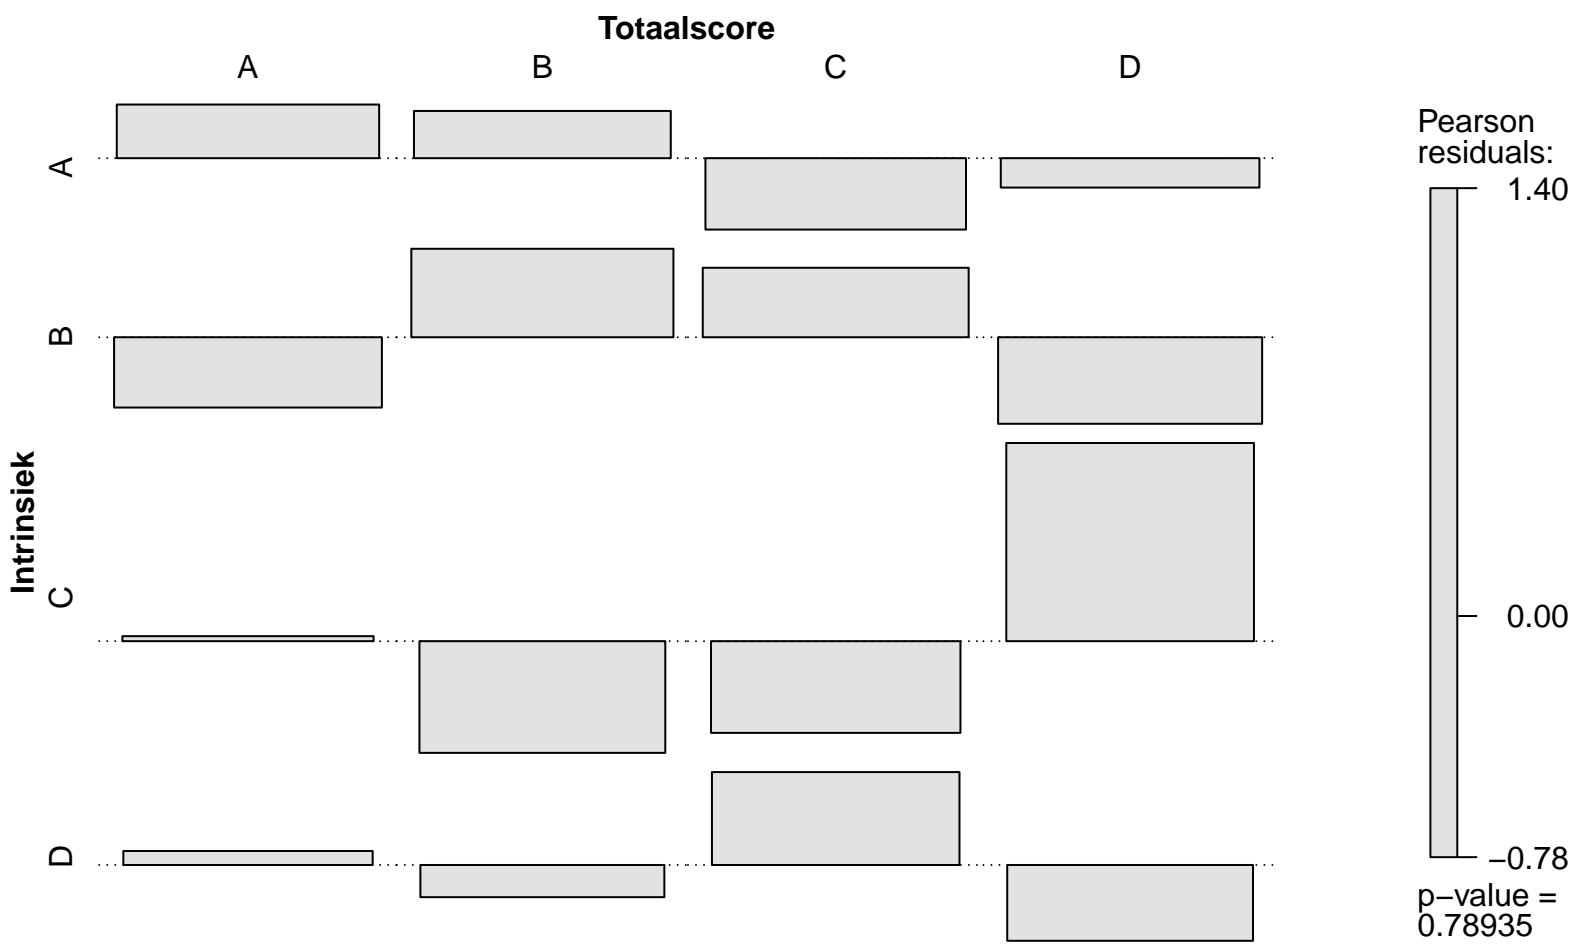 Totaalscore
A B C D
Intrinsiek
A
B
C
D
Pearson
residuals:
1.40
0.00
−0.78
p−value =
0.78935